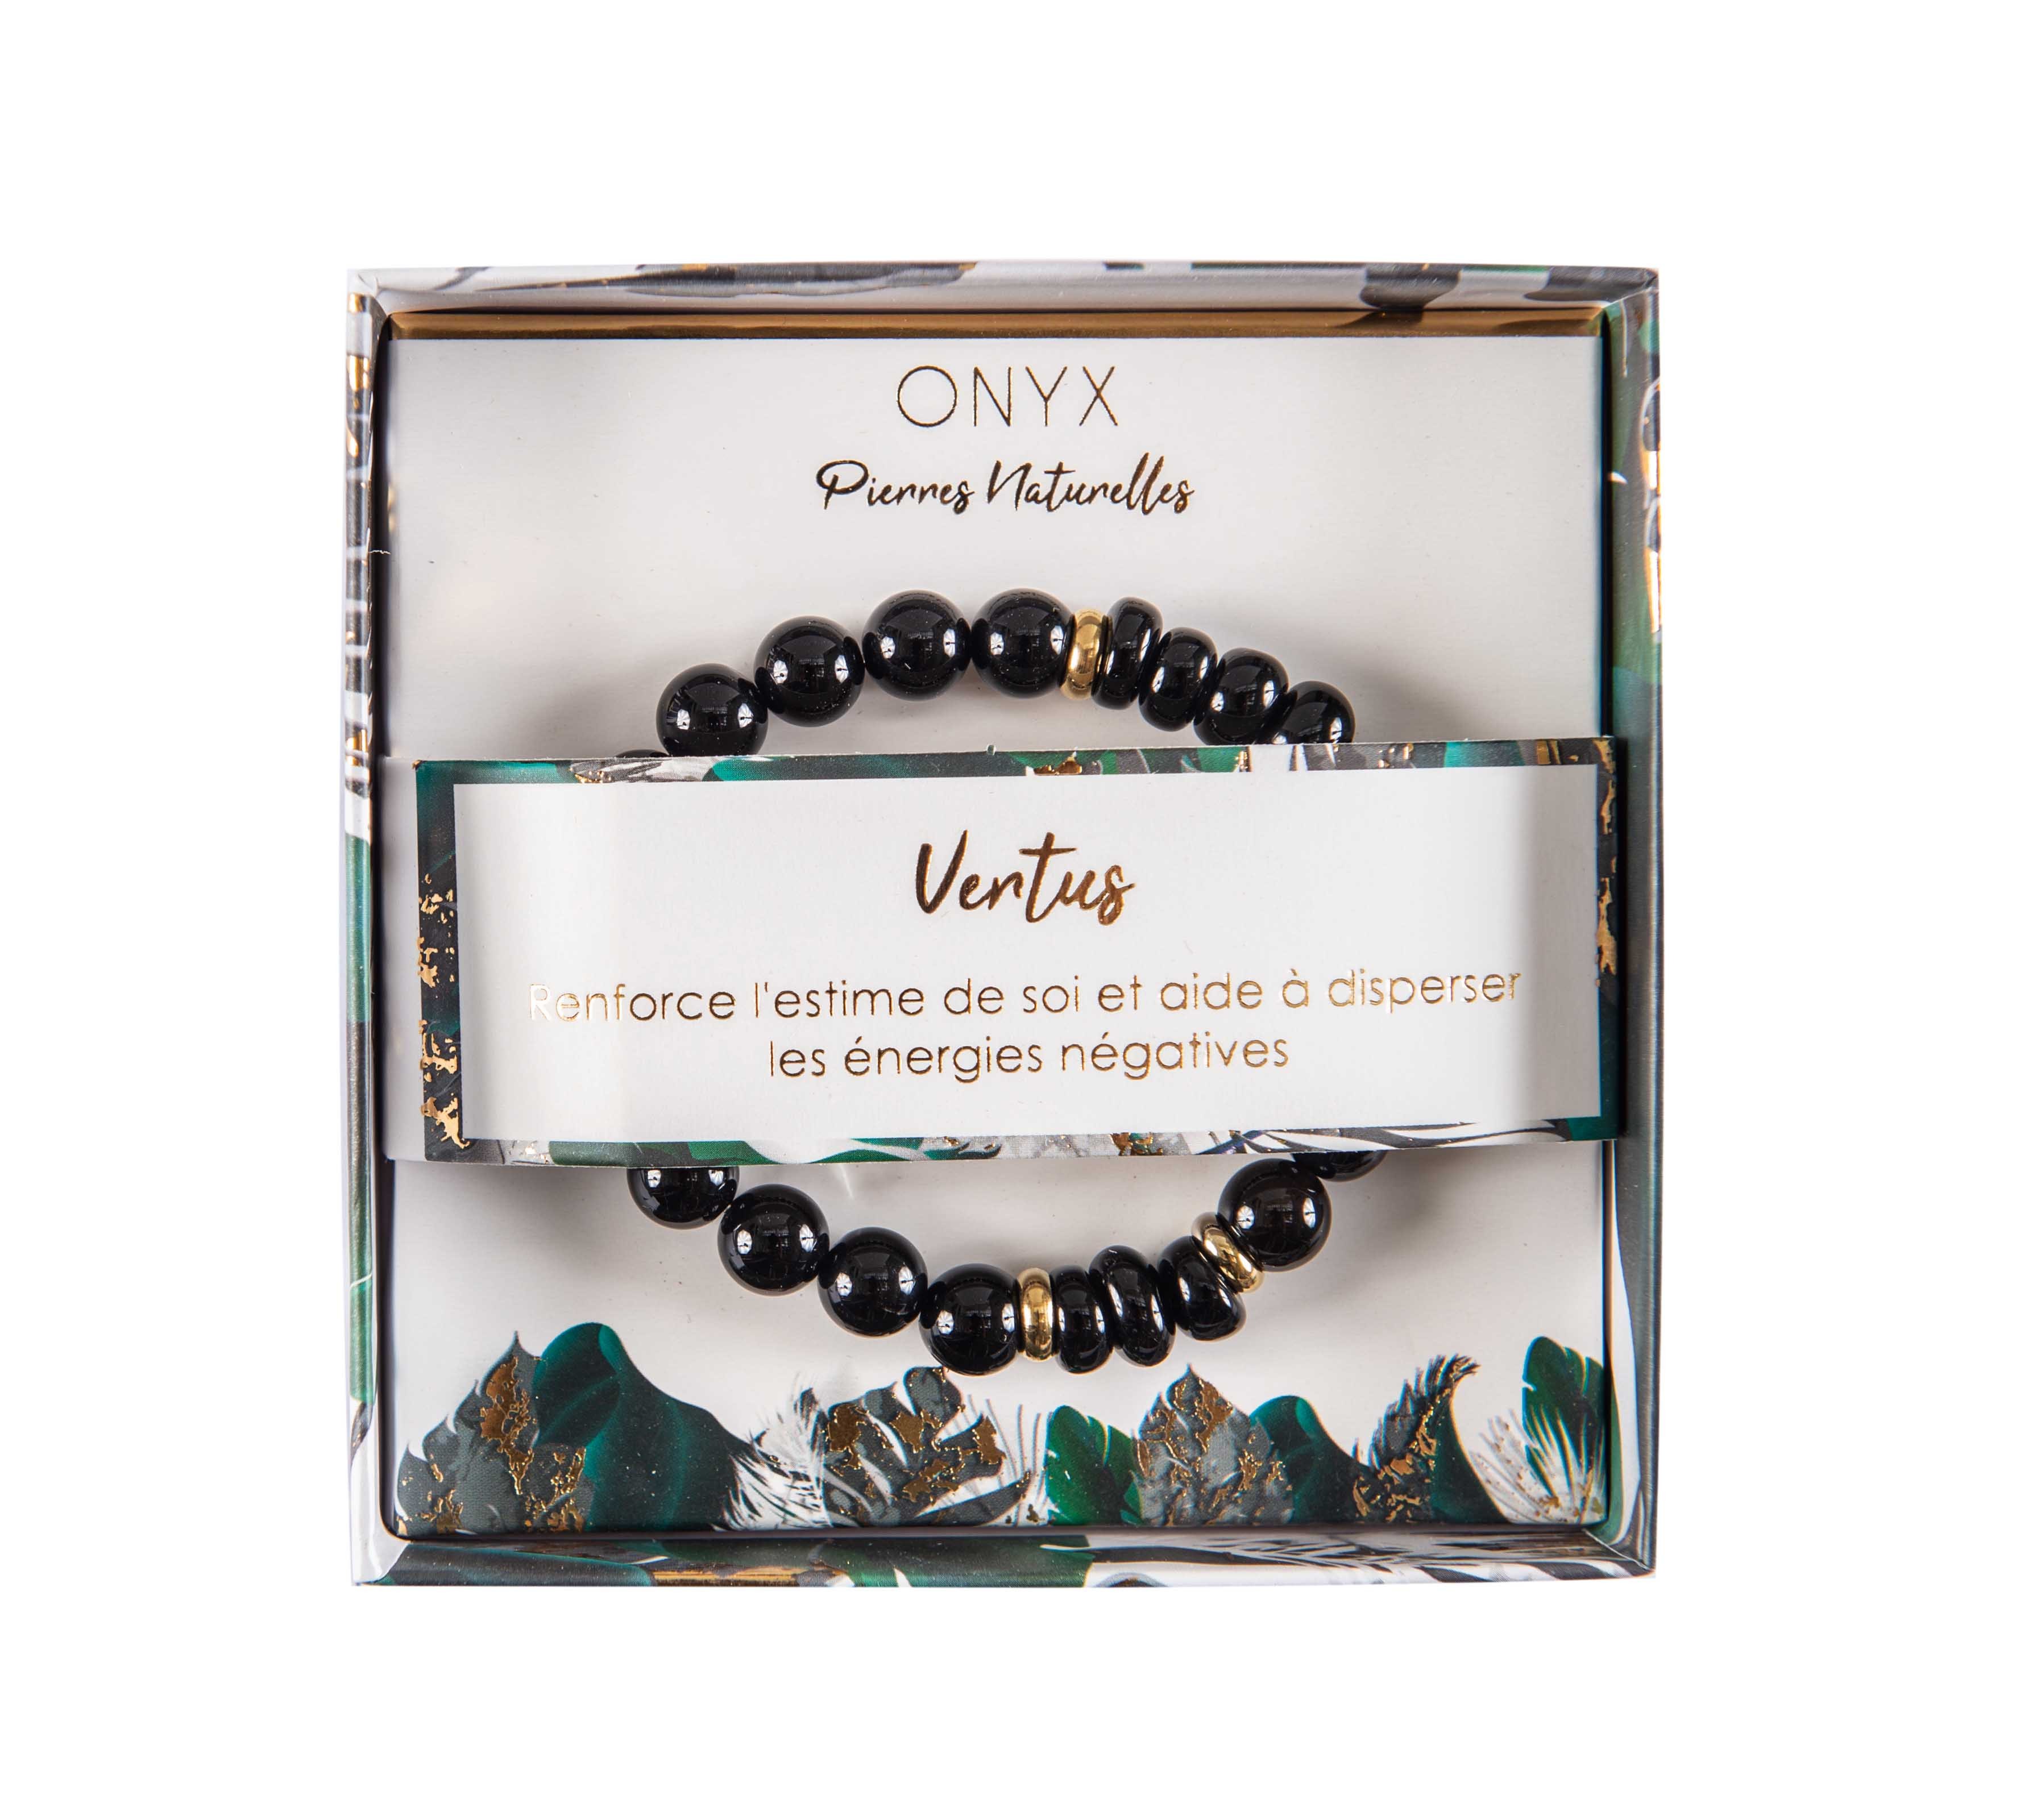 ONYX
Pierres Naturelles
Vertus
Renforce l'estime de soi et aide à disperser
les énergies négatives